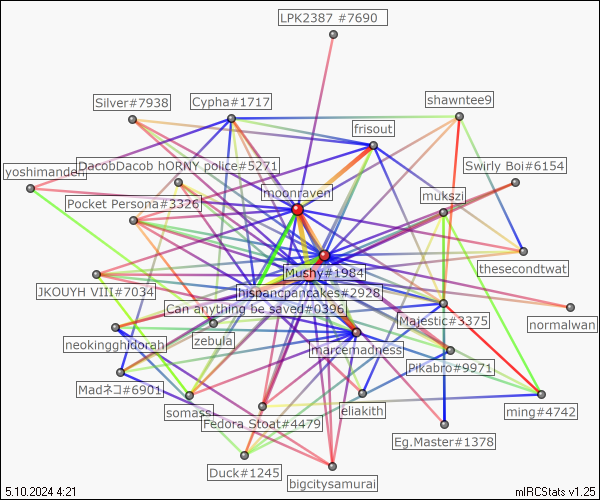 LPK2387 #7690
Silver#7938
Cypha#1717
shawntee9
frisout
yoshimandeh
DacobDacob hORNY police#5271
Swirly Boi#6154
moonraven
mukszi
Pocket Persona#3326
Mushy#1984
thesecondtwat
JKOUYH VIII#7034
hispancpancakes#2928
Can anything be saved#0396
Majestic#3375
normalwan
neokingghidorah
zebula
marcemadness
Pikabro#9971
Madネコ#6901
somass
eliakith
ming#4742
Fedora Stoat#4479
Eg.Master#1378
Duck#1245
bigcitysamurai
5.10.2024 4:21
mIRCStats v1.25